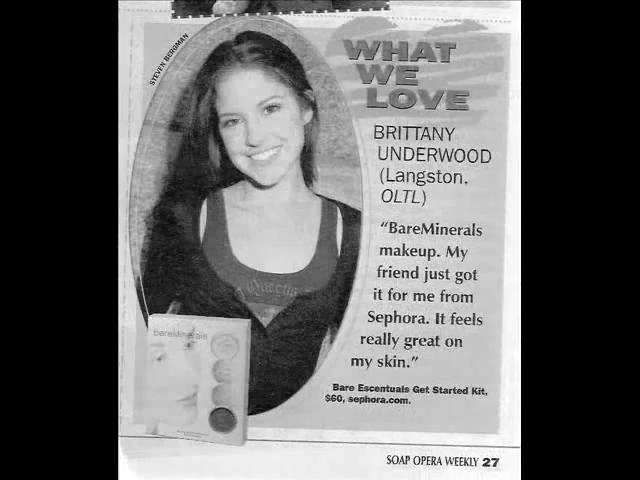 STEVEN BERGMAN
WHAT
WE
LOVE
BRITTANY
UNDERWOOD
(Langston,
OLTL)
"BareMinerals
makeup. My
friend just got
it for me from
Sephora. It feels
really great on
my skin."
Queens
bareMinerals
Bare Escentuals Get Started Kit,
$60, sephora.com.
SOAP OPERA WEEKLY 27